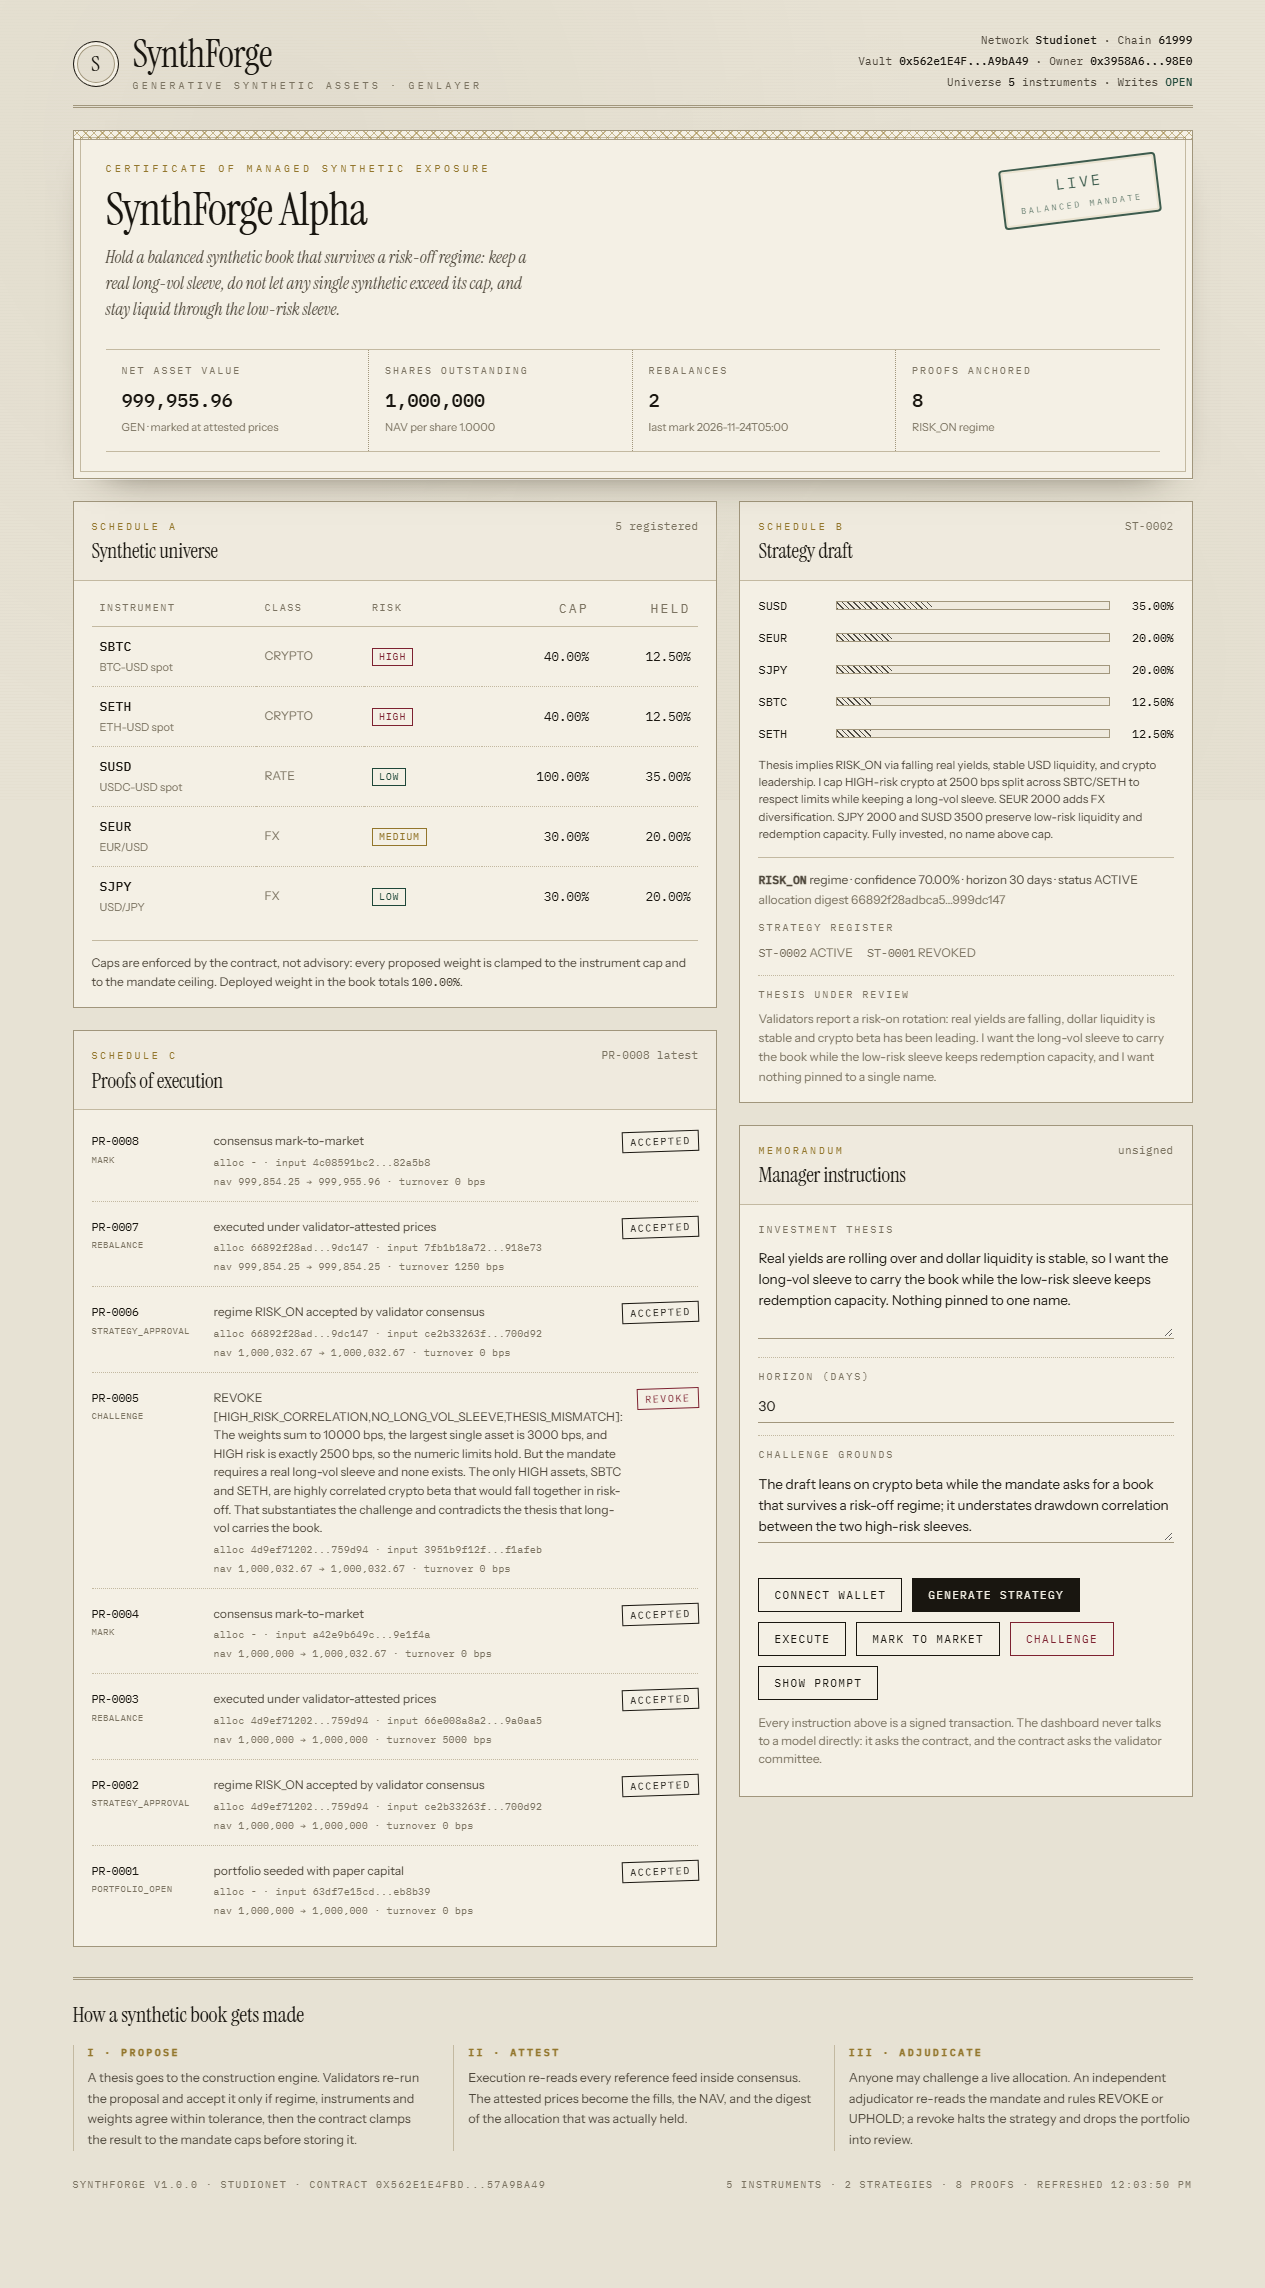 S
SynthForge
GENERATIVE SYNTHETIC ASSETS · GENLAYER
Network Studionet · Chain 61999
Vault 0x562e1E4F...A9bA49 · Owner 0x3958A6...98E0
Universe 5 instruments · Writes OPEN
CERTIFICATE OF MANAGED SYNTHETIC EXPOSURE
SynthForge Alpha
Hold a balanced synthetic book that survives a risk-off regime: keep a
real long-vol sleeve, do not let any single synthetic exceed its cap, and
stay liquid through the low-risk sleeve.
LIVE
BALANCED MANDATE
NET ASSET VALUE
999,955.96
GEN · marked at attested prices
SHARES OUTSTANDING
1,000,000
NAV per share 1.0000
REBALANCES
2
last mark 2026-11-24T05:00
PROOFS ANCHORED
8
RISK_ON regime
SCHEDULE A
Synthetic universe
5 registered
INSTRUMENT CLASS RISK CAP HELD
SBTC
BTC-USD spot
CRYPTO HIGH 40.00% 12.50%
SETH
ETH-USD spot
CRYPTO HIGH 40.00% 12.50%
SUSD
USDC-USD spot
RATE LOW 100.00% 35.00%
SEUR
EUR/USD
FX MEDIUM 30.00% 20.00%
SJPY
USD/JPY
FX LOW 30.00% 20.00%
Caps are enforced by the contract, not advisory: every proposed weight is clamped to the instrument cap and
to the mandate ceiling. Deployed weight in the book totals 100.00%.
SCHEDULE B
Strategy draft
ST-0002
SUSD 35.00%
SEUR 20.00%
SJPY 20.00%
SBTC 12.50%
SETH 12.50%
Thesis implies RISK_ON via falling real yields, stable USD liquidity, and crypto
leadership. I cap HIGH-risk crypto at 2500 bps split across SBTC/SETH to
respect limits while keeping a long-vol sleeve. SEUR 2000 adds FX
diversification. SJPY 2000 and SUSD 3500 preserve low-risk liquidity and
redemption capacity. Fully invested, no name above cap.
RISK_ON regime · confidence 70.00% · horizon 30 days · status ACTIVE
allocation digest 66892f28adbca5...999dc147
STRATEGY REGISTER
ST-0002 ACTIVE ST-0001 REVOKED
THESIS UNDER REVIEW
Validators report a risk-on rotation: real yields are falling, dollar liquidity is
stable and crypto beta has been leading. I want the long-vol sleeve to carry
the book while the low-risk sleeve keeps redemption capacity, and I want
nothing pinned to a single name.
SCHEDULE C
Proofs of execution
PR-0008 latest
PR-0008
MARK
consensus mark-to-market
alloc - · input 4c08591bc2...82a5b8
nav 999,854.25 → 999,955.96 · turnover 0 bps
ACCEPTED
PR-0007
REBALANCE
executed under validator-attested prices
alloc 66892f28ad...9dc147 · input 7fb1b18a72...918e73
nav 999,854.25 → 999,854.25 · turnover 1250 bps
ACCEPTED
PR-0006
STRATEGY_APPROVAL
regime RISK_ON accepted by validator consensus
alloc 66892f28ad...9dc147 · input ce2b33263f...700d92
nav 1,000,032.67 → 1,000,032.67 · turnover 0 bps
ACCEPTED
PR-0005
CHALLENGE
REVOKE
[HIGH_RISK_CORRELATION,NO_LONG_VOL_SLEEVE,THESIS_MISMATCH]:
The weights sum to 10000 bps, the largest single asset is 3000 bps, and
HIGH risk is exactly 2500 bps, so the numeric limits hold. But the mandate
requires a real long-vol sleeve and none exists. The only HIGH assets, SBTC
and SETH, are highly correlated crypto beta that would fall together in risk-
off. That substantiates the challenge and contradicts the thesis that long-
vol carries the book.
alloc 4d9ef71202...759d94 · input 3951b9f12f...f1afeb
nav 1,000,032.67 → 1,000,032.67 · turnover 0 bps
REVOKE
PR-0004
MARK
consensus mark-to-market
alloc - · input a42e9b649c...9e1f4a
nav 1,000,000 → 1,000,032.67 · turnover 0 bps
ACCEPTED
PR-0003
REBALANCE
executed under validator-attested prices
alloc 4d9ef71202...759d94 · input 66e008a8a2...9a0aa5
nav 1,000,000 → 1,000,000 · turnover 5000 bps
ACCEPTED
PR-0002
STRATEGY_APPROVAL
regime RISK_ON accepted by validator consensus
alloc 4d9ef71202...759d94 · input ce2b33263f...700d92
nav 1,000,000 → 1,000,000 · turnover 0 bps
ACCEPTED
PR-0001
PORTFOLIO_OPEN
portfolio seeded with paper capital
alloc - · input 63df7e15cd...eb8b39
nav 1,000,000 → 1,000,000 · turnover 0 bps
ACCEPTED
MEMORANDUM
Manager instructions
unsigned
INVESTMENT THESIS
Real yields are rolling over and dollar liquidity is stable, so I want the
long-vol sleeve to carry the book while the low-risk sleeve keeps
redemption capacity. Nothing pinned to one name.
HORIZON (DAYS)
30
CHALLENGE GROUNDS
The draft leans on crypto beta while the mandate asks for a book
that survives a risk-off regime; it understates drawdown correlation
between the two high-risk sleeves.
CONNECT WALLET GENERATE STRATEGY
EXECUTE MARK TO MARKET CHALLENGE
SHOW PROMPT
Every instruction above is a signed transaction. The dashboard never talks
to a model directly: it asks the contract, and the contract asks the validator
committee.
How a synthetic book gets made
I · PROPOSE
A thesis goes to the construction engine. Validators re-run
the proposal and accept it only if regime, instruments and
weights agree within tolerance, then the contract clamps
the result to the mandate caps before storing it.
II · ATTEST
Execution re-reads every reference feed inside consensus.
The attested prices become the fills, the NAV, and the digest
of the allocation that was actually held.
III · ADJUDICATE
Anyone may challenge a live allocation. An independent
adjudicator re-reads the mandate and rules REVOKE or
UPHOLD; a revoke halts the strategy and drops the portfolio
into review.
SYNTHFORGE V1.0.0 · STUDIONET · CONTRACT 0X562E1E4FBD...57A9BA49
5 INSTRUMENTS · 2 STRATEGIES · 8 PROOFS · REFRESHED 12:03:50 PM